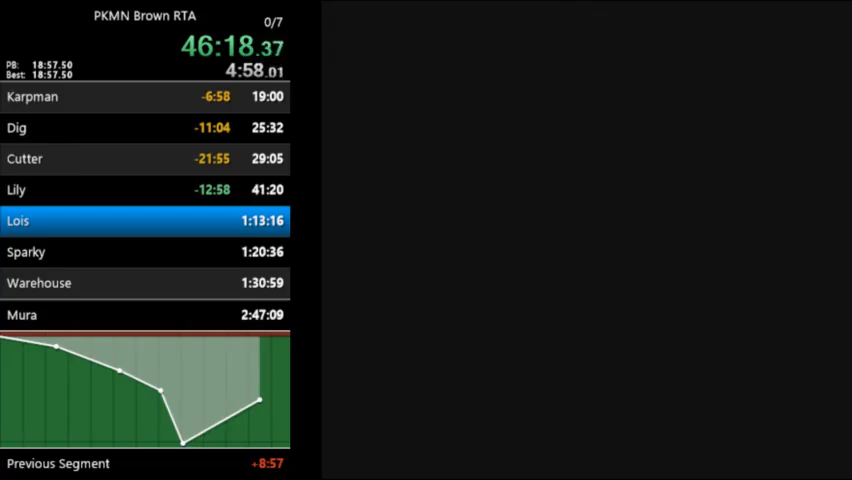 PKMN Brown RTA
0/7
46:18.37
PB: 18:57.50
Best: 18:57.50
4:58.01
Karpman -6:58 19:00
Dig -11:04 25:32
Cutter -21:55 29:05
Lily -12:58 41:20
Lois 1:13:16
Sparky 1:20:36
Warehouse 1:30:59
Mura 2:47:09
Previous Segment +8:57